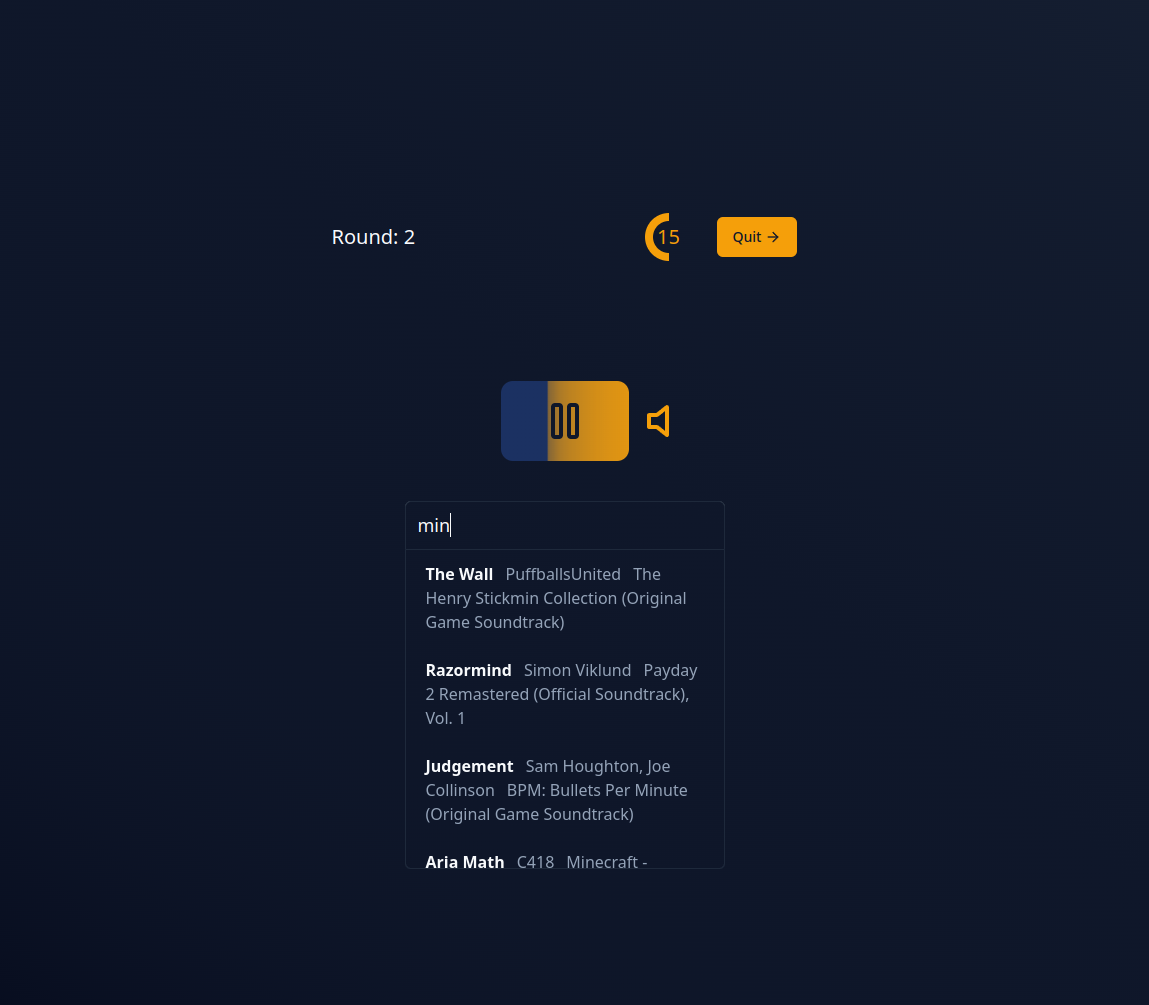 Round: 2
15
Quit →
min
The Wall PuffballsUnited The
Henry Stickmin Collection (Original
Game Soundtrack)
Razormind Simon Viklund Payday
2 Remastered (Official Soundtrack),
Vol. 1
Judgement Sam Houghton, Joe
Collinson BPM: Bullets Per Minute
(Original Game Soundtrack)
Aria Math C418 Minecraft -